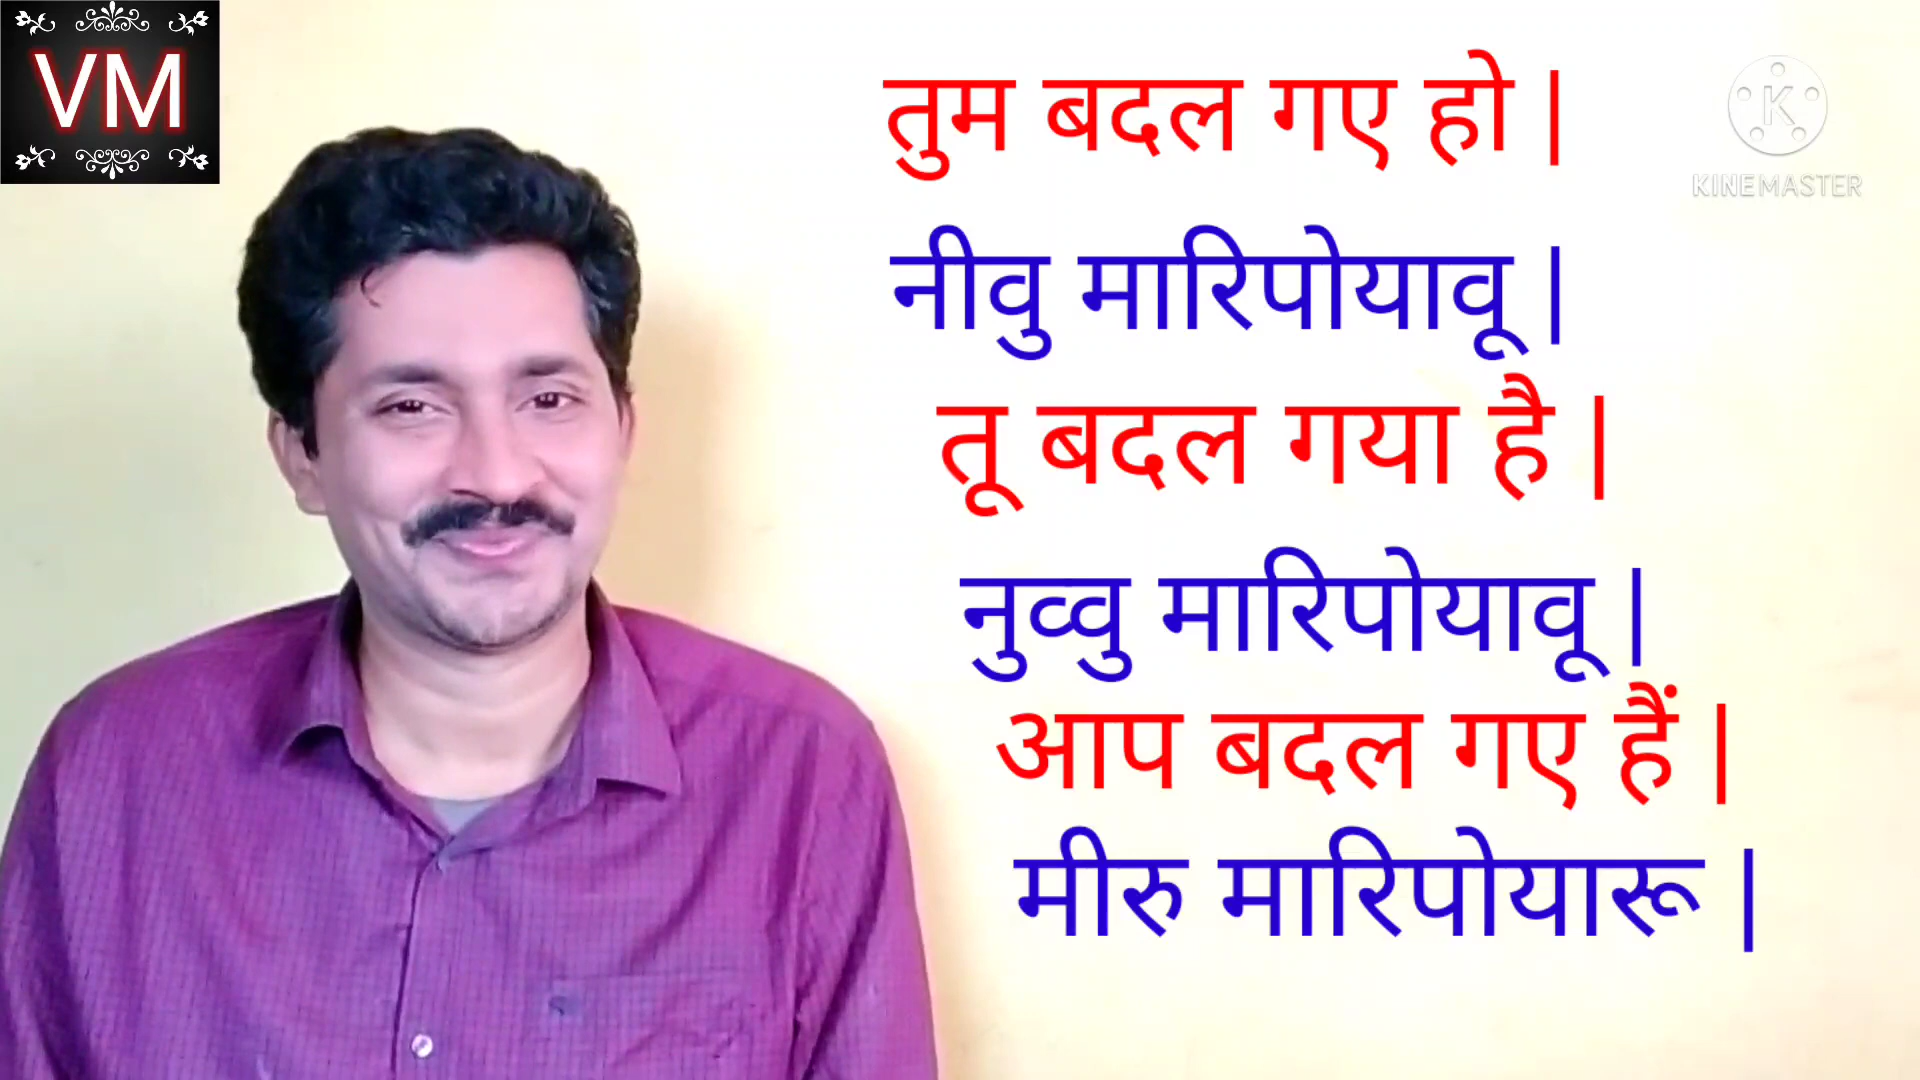 VM
तुम बदल गए हो |
KINEMASTER
नीवु मारिपोयावू |
तू बदल गया है |
नुव्वु मारिपोयावू |
आप बदल गए हैं |
मीरु मारिपोयारू |